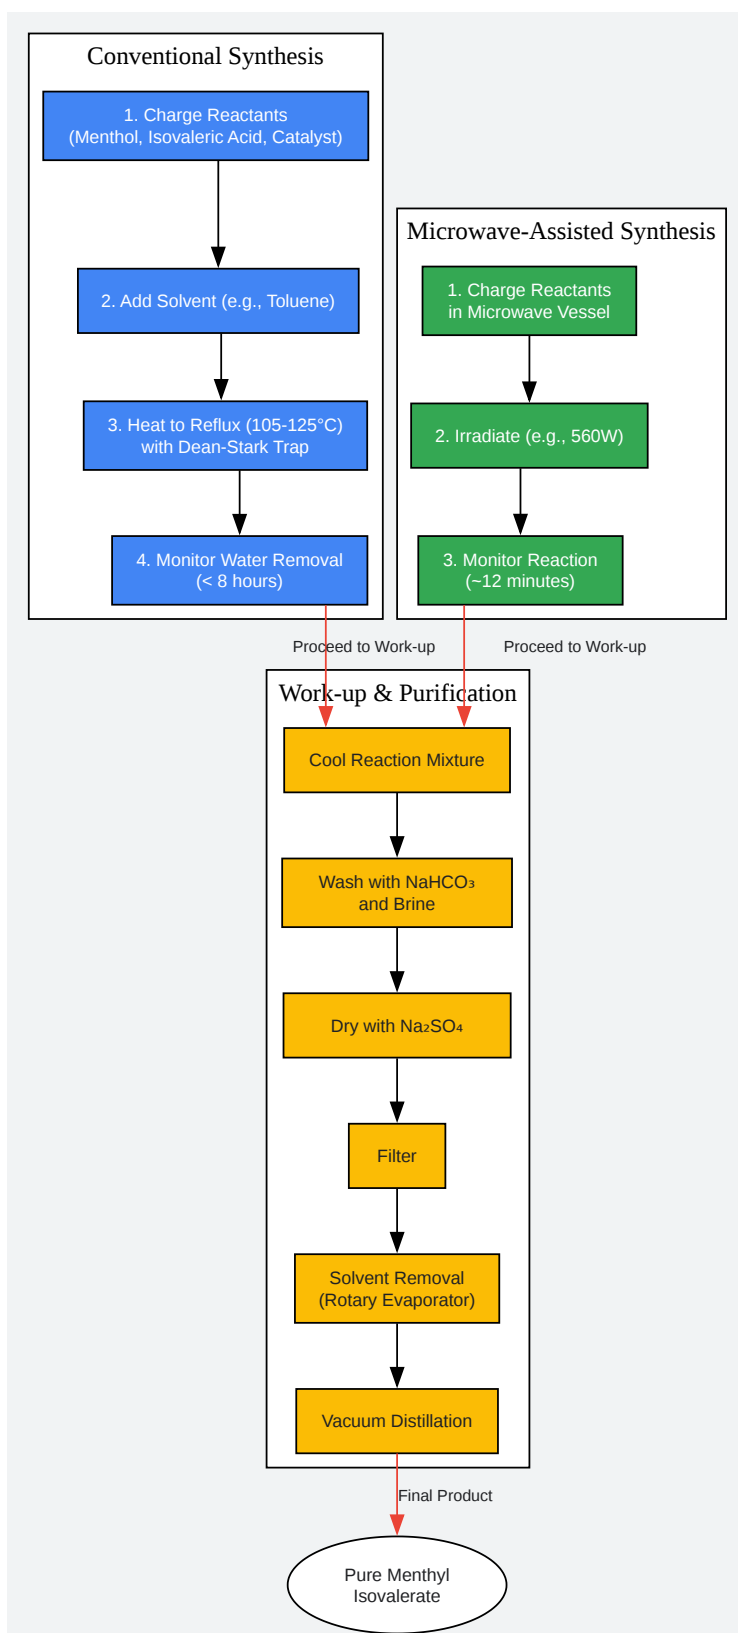 Conventional Synthesis
1. Charge Reactants
(Menthol, Isovaleric Acid, Catalyst)
2. Add Solvent (e.g., Toluene)
3. Heat to Reflux (105-125°C)
with Dean-Stark Trap
4. Monitor Water Removal
(< 8 hours)
Microwave-Assisted Synthesis
1. Charge Reactants
in Microwave Vessel
2. Irradiate (e.g., 560W)
3. Monitor Reaction
(~12 minutes)
Proceed to Work-up
Proceed to Work-up
Work-up & Purification
Cool Reaction Mixture
Wash with NaHCO₃
and Brine
Dry with Na₂SO₄
Filter
Solvent Removal
(Rotary Evaporator)
Vacuum Distillation
Final Product
Pure Menthyl
Isovalerate